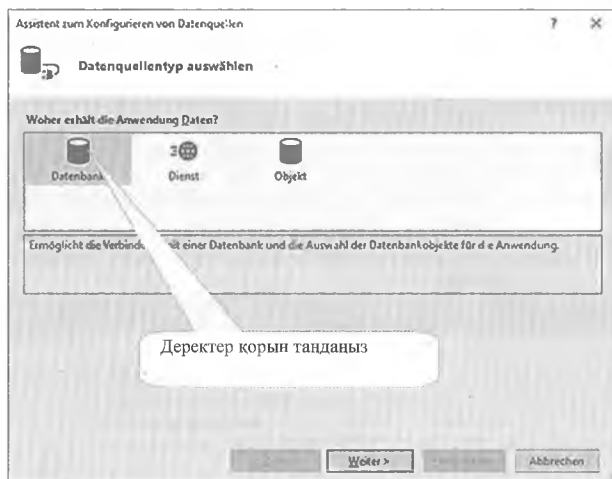 Assistent zum Konfigurieren von Datenquellen
? ×
Datenquellentyp auswählen
Woher erhält die Anwendung Daten?
Datenbank
Dienst
Objekt
Ermöglicht die einer Datenbank und die Auswahl der Datenbankobjekte für die Anwendung.
Деректер қорын таңдаңыз
Weiter >
Abbrechen